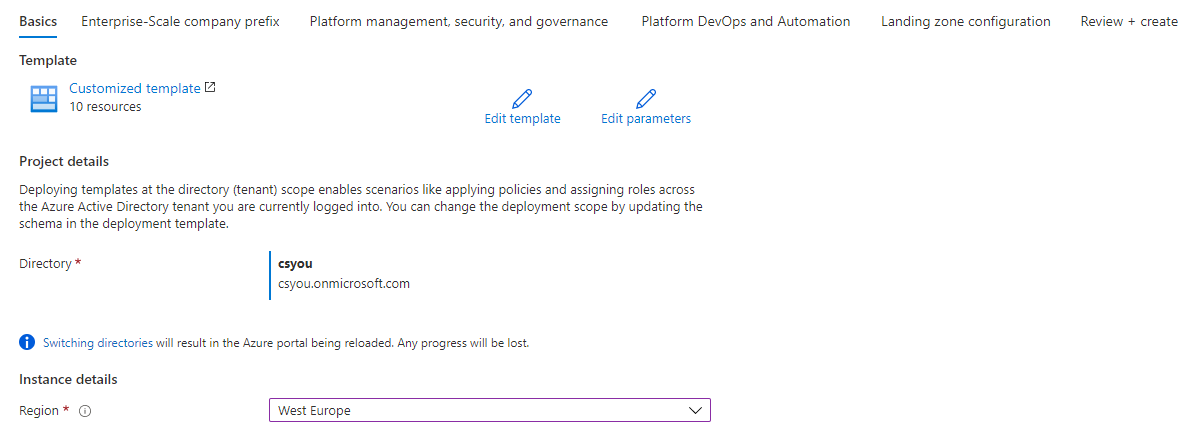 Basics Enterprise-Scale company prefix Platform management, security, and governance Platform DevOps and Automation Landing zone configuration Review + create
Template
Customized template
10 resources
Edit template Edit parameters
Project details
Deploying templates at the directory (tenant) scope enables scenarios like applying policies and assigning roles across
the Azure Active Directory tenant you are currently logged into. You can change the deployment scope by updating the
schema in the deployment template.
Directory * csyou
csyou.onmicrosoft.com
Switching directories will result in the Azure portal being reloaded. Any progress will be lost.
Instance details
Region * West Europe